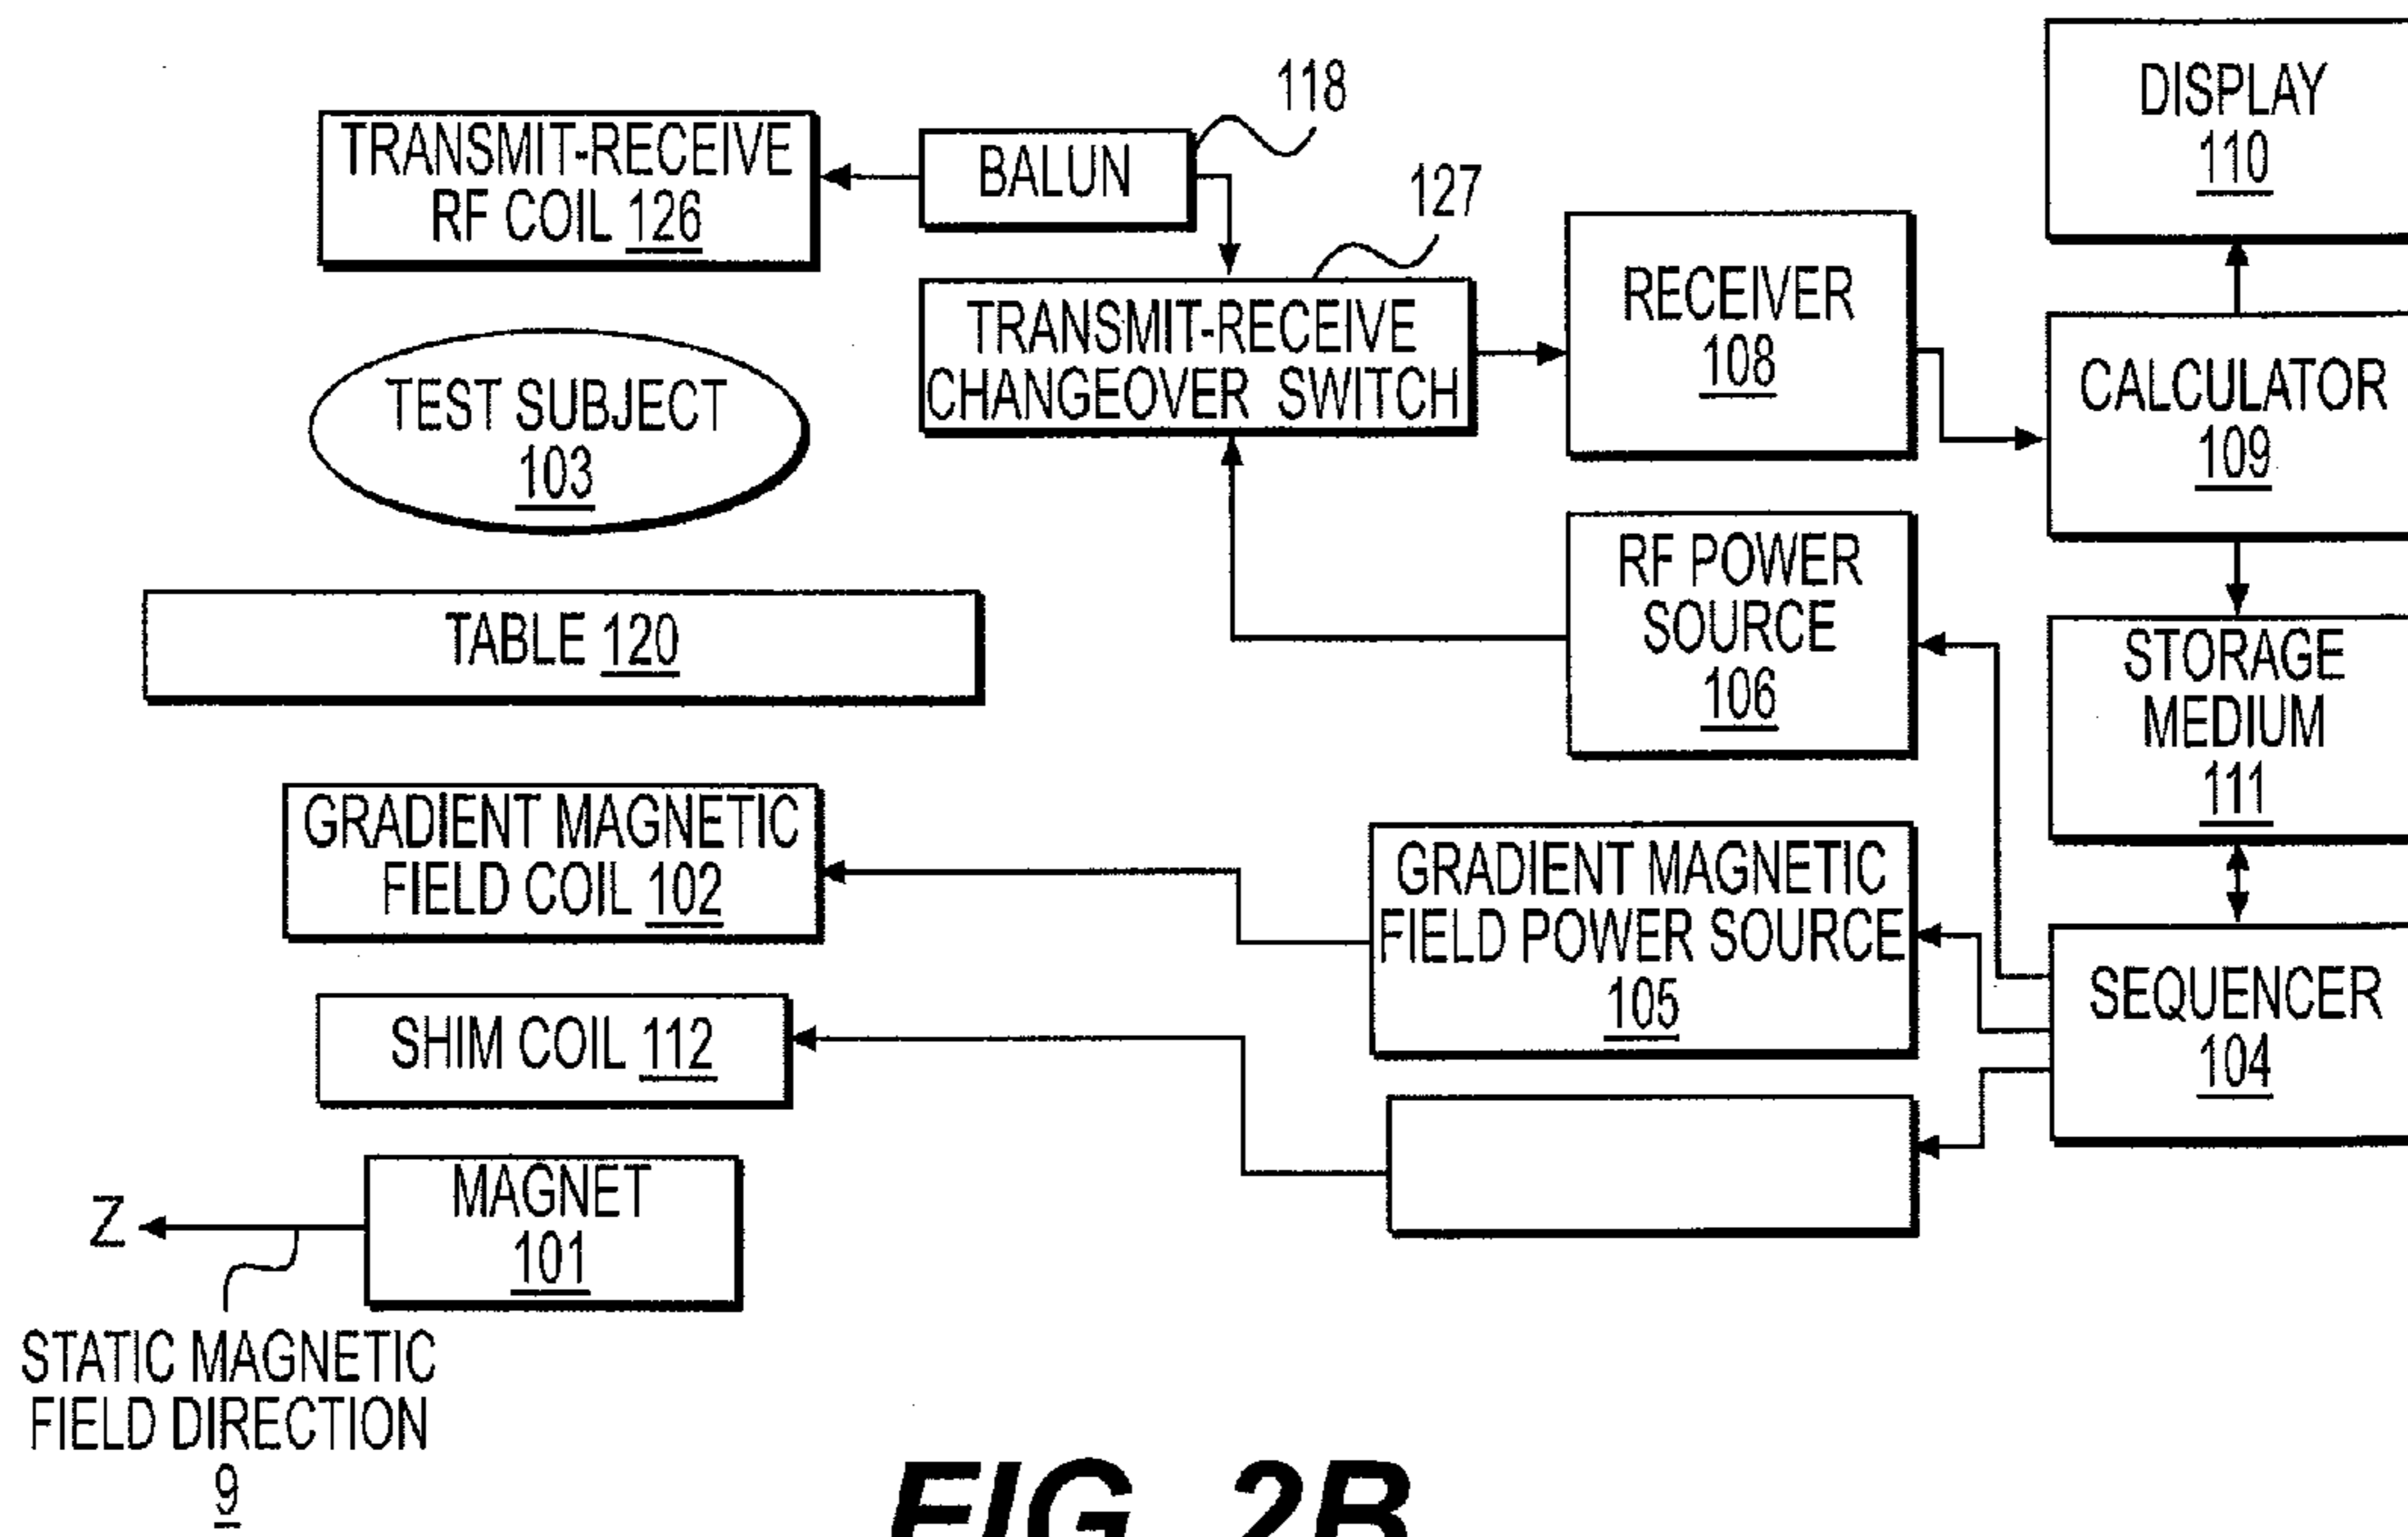 118
DISPLAY
110
TRANSMIT-RECEIVE
RF COIL 126
BALUN
127
TRANSMIT-RECEIVE
CHANGEOVER SWITCH
RECEIVER
108
CALCULATOR
109
TEST SUBJECT
103
RF POWER
SOURCE
106
TABLE 120
STORAGE
MEDIUM
111
GRADIENT MAGNETIC
FIELD COIL 102
GRADIENT MAGNETIC
FIELD POWER SOURCE
105
SEQUENCER
104
SHIM COIL 112
MAGNET
101
Z
STATIC MAGNETIC
FIELD DIRECTION
9
FIG. 2B